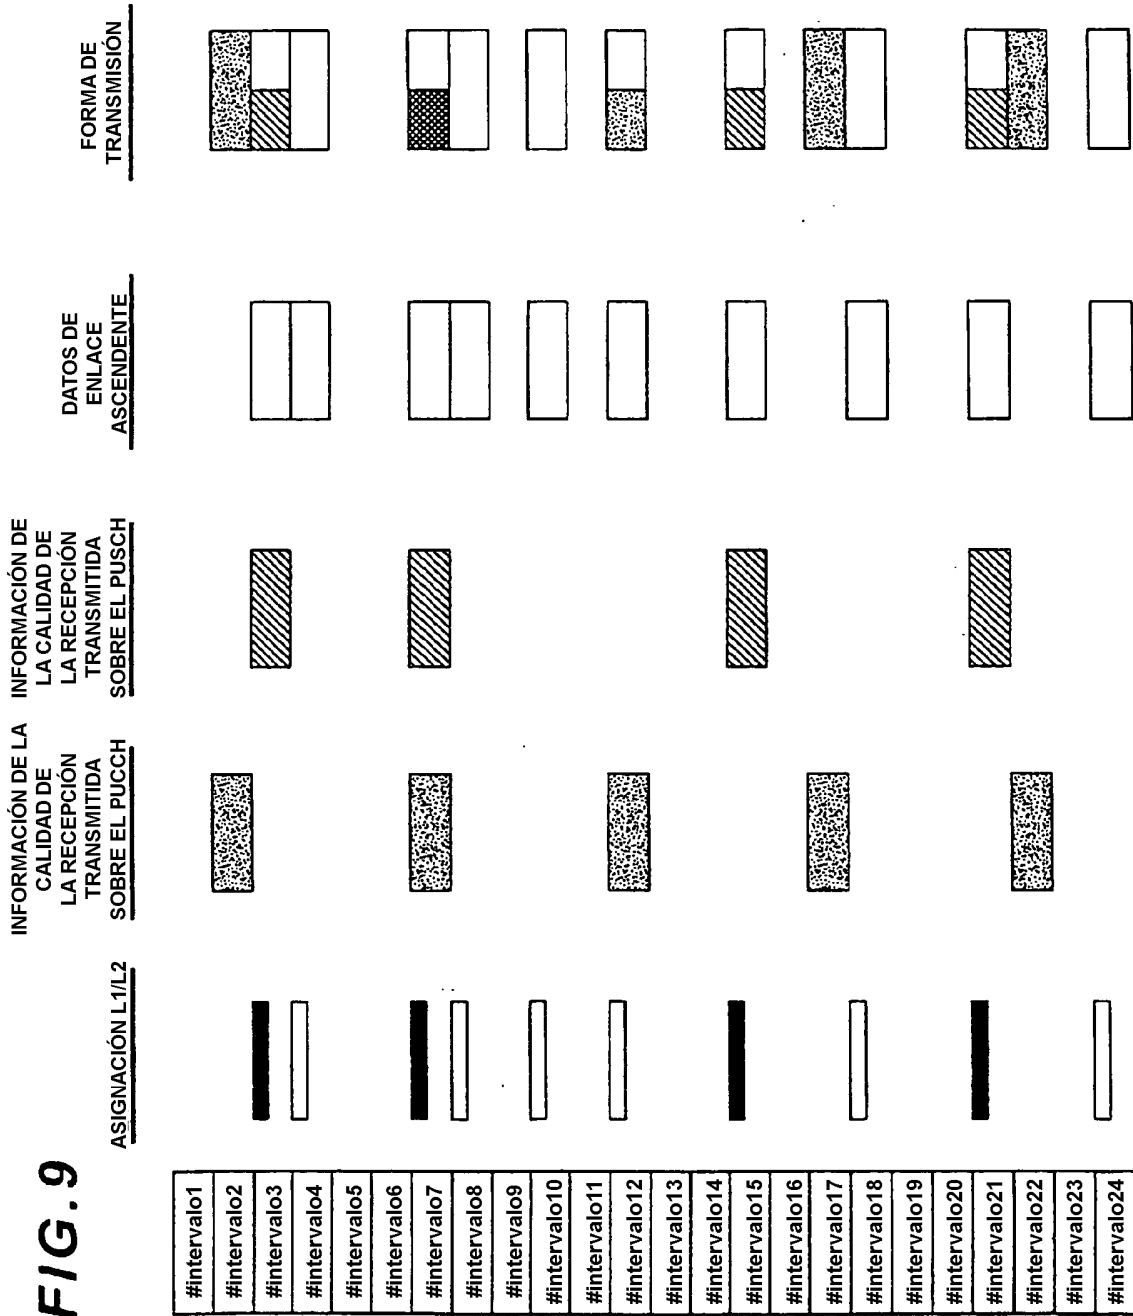 FIG.9
#intervalo1
#intervalo2
#intervalo3
#intervalo4
#intervalo5
#intervalo6
#intervalo7
#intervalo8
#intervalo9
#intervalo10
#intervalo11
#intervalo12
#intervalo13
#intervalo14
#intervalo15
#intervalo16
#intervalo17
#intervalo18
#intervalo19
#intervalo20
#intervalo21
#intervalo22
#intervalo23
#intervalo24
ASIGNACIÓN L1/L2
INFORMACIÓN DE LA
CALIDAD DE
LA RECEPCIÓN
TRANSMITIDA
SOBRE EL PUCCH
INFORMACIÓN DE
LA CALIDAD DE
LA RECEPCIÓN
TRANSMITIDA
SOBRE EL PUSCH
DATOS DE
ENLACE
ASCENDENTE
FORMA DE
TRANSMISIÓN